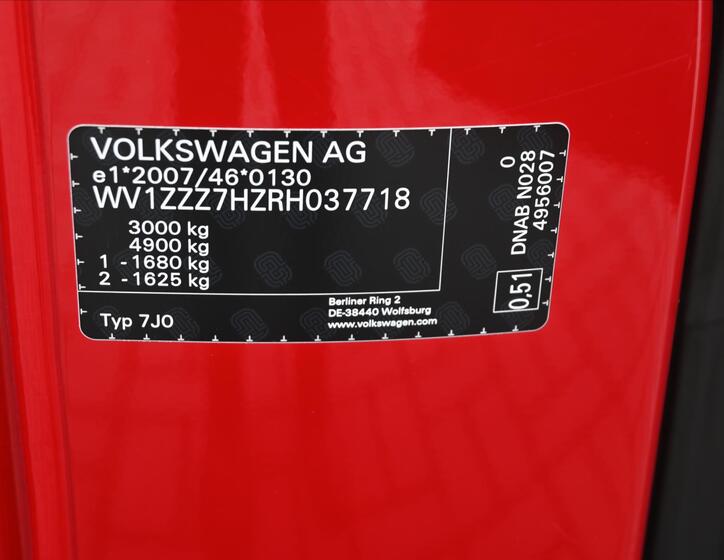 VOLKSWAGEN AG
e1*2007/46*0130
WV1ZZZ7HZRH037718
3000 kg
4900 kg
1 - 1680 kg
2 - 1625 kg
Typ 7J0
Berliner Ring 2
DE-38440 Wolfsburg
www.volkswagen.com
0
DNAB N028
4956007
0,51